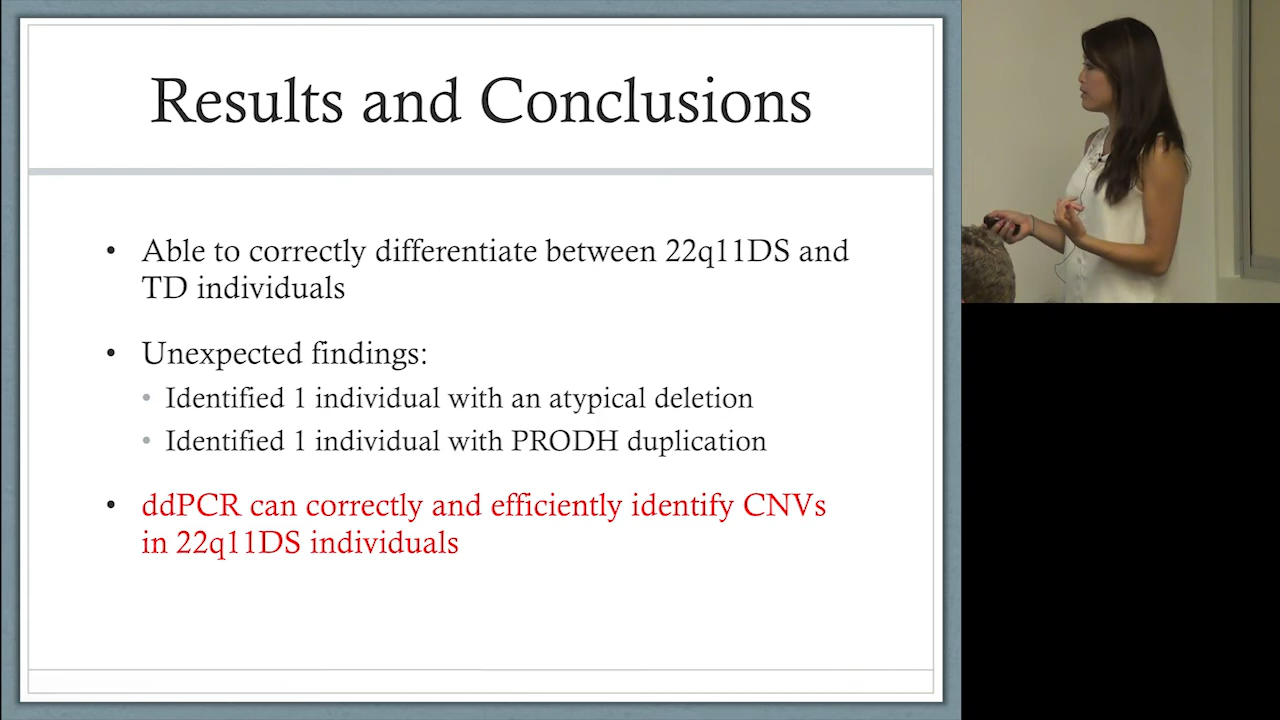 Results and Conclusions
• Able to correctly differentiate between 22q11DS and
TD individuals
• Unexpected findings:
• Identified 1 individual with an atypical deletion
• Identified 1 individual with PRODH duplication
• ddPCR can correctly and efficiently identify CNVs
in 22q11DS individuals